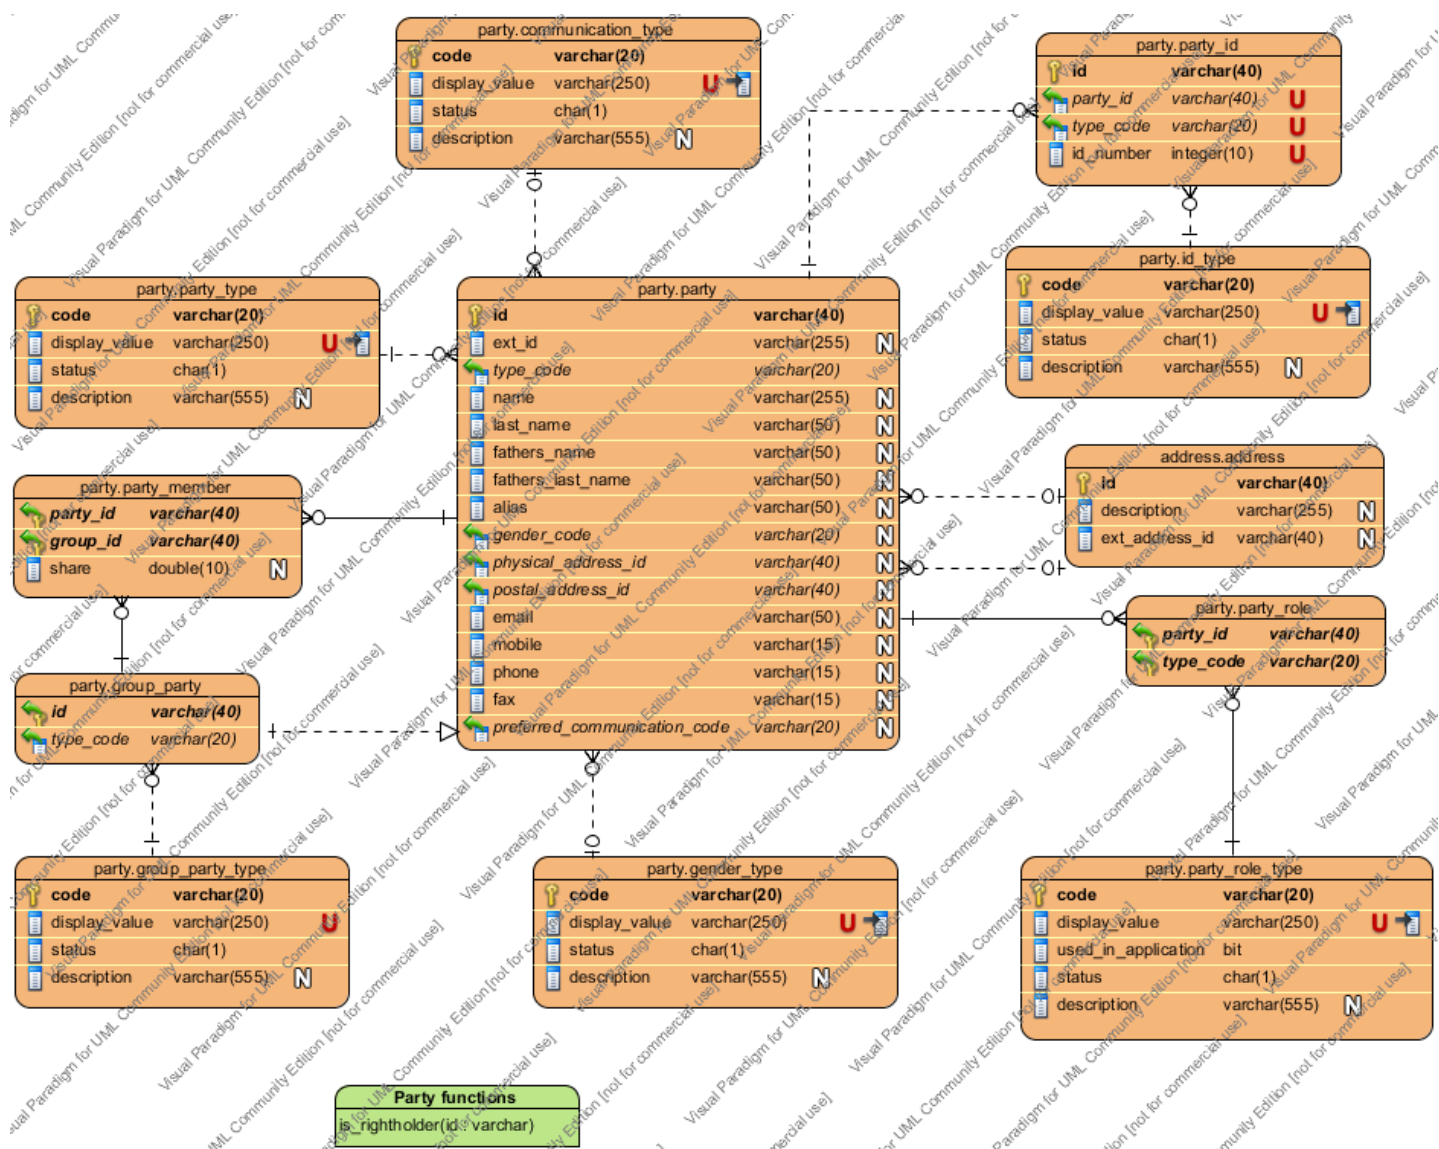 party.communication_type
code varchar(20)
display_value varchar(250) U
status char(1)
description varchar(555) N
party.party_id
id varchar(40)
party_id varchar(40) U
type_code varchar(20) U
id_number integer(10) U
party.id_type
code varchar(20)
display_value varchar(250) U
status char(1)
description varchar(555) N
party.party_type
code varchar(20)
display_value varchar(250) U
status char(1)
description varchar(555) N
party.party
id varchar(40)
ext_id varchar(255) N
type_code varchar(20)
name varchar(255) N
last_name varchar(50) N
fathers_name varchar(50) N
fathers_last_name varchar(50) N
alias varchar(50) N
gender_code varchar(20) N
physical_address_id varchar(40) N
postal_address_id varchar(40) N
email varchar(50) N
mobile varchar(15) N
phone varchar(15) N
fax varchar(15) N
preferred_communication_code varchar(20) N
address.address
id varchar(40)
description varchar(255) N
ext_address_id varchar(40) N
party.party_member
party_id varchar(40)
group_id varchar(40)
share double(10) N
party.party_role
party_id varchar(40)
type_code varchar(20)
party.group_party
id varchar(40)
type_code varchar(20)
party.group_party_type
code varchar(20)
display_value varchar(250) U
status char(1)
description varchar(555) N
party.gender_type
code varchar(20)
display_value varchar(250) U
status char(1)
description varchar(555) N
party.party_role_type
code varchar(20)
display_value varchar(250) U
used_in_application bit
status char(1)
description varchar(555) N
Party functions
is_rightholder(id : varchar)
Visual Paradigm for UML Community Edition [not for commercial use]